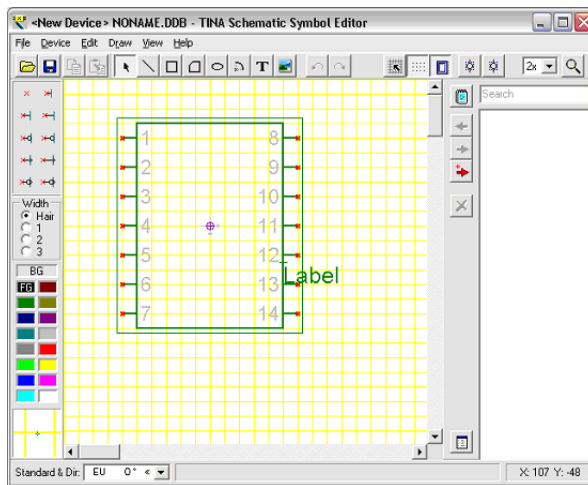 <New Device> NONAME.DDB - TINA Schematic Symbol Editor
File Device Edit Draw View Help
T
2x
Search
Width
Hair
1
2
3
BG
FG
1 8
2 9
3 10
4 11
5 12
Label
6 13
7 14
Standard & Dir: EU 0° <
X: 107 Y: -48